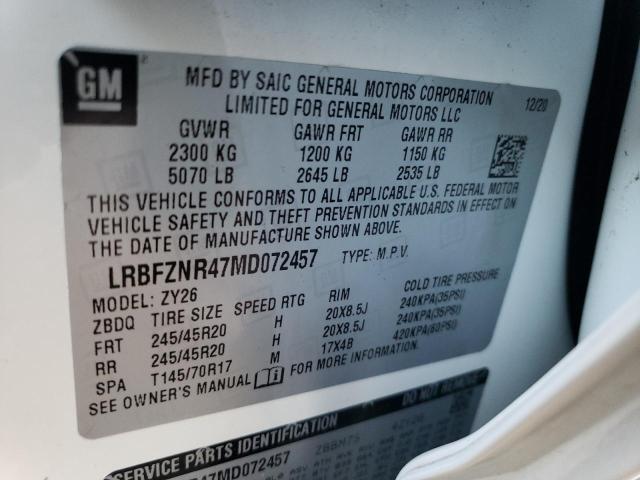 GM
MFD BY SAIC GENERAL MOTORS CORPORATION
LIMITED FOR GENERAL MOTORS LLC
12/20
GVWR GAWR FRT GAWR RR
2300 KG 1200 KG 1150 KG
5070 LB 2645 LB 2535 LB
THIS VEHICLE CONFORMS TO ALL APPLICABLE U.S. FEDERAL MOTOR
VEHICLE SAFETY AND THEFT PREVENTION STANDARDS IN EFFECT ON
THE DATE OF MANUFACTURE SHOWN ABOVE.
LRBFZNR47MD072457 TYPE: M.P.V.
MODEL: ZY26
ZBDQ TIRE SIZE SPEED RTG RIM COLD TIRE PRESSURE
FRT 245/45R20 H 20X8.5J 240KPA(35PSI)
RR 245/45R20 H 20X8.5J 240KPA(35PSI)
SPA T145/70R17 M 17X4B 420KPA(60PSI)
SEE OWNER'S MANUAL FOR MORE INFORMATION.
SERVICE PARTS IDENTIFICATION DO NOT REMOVE
47MD072457